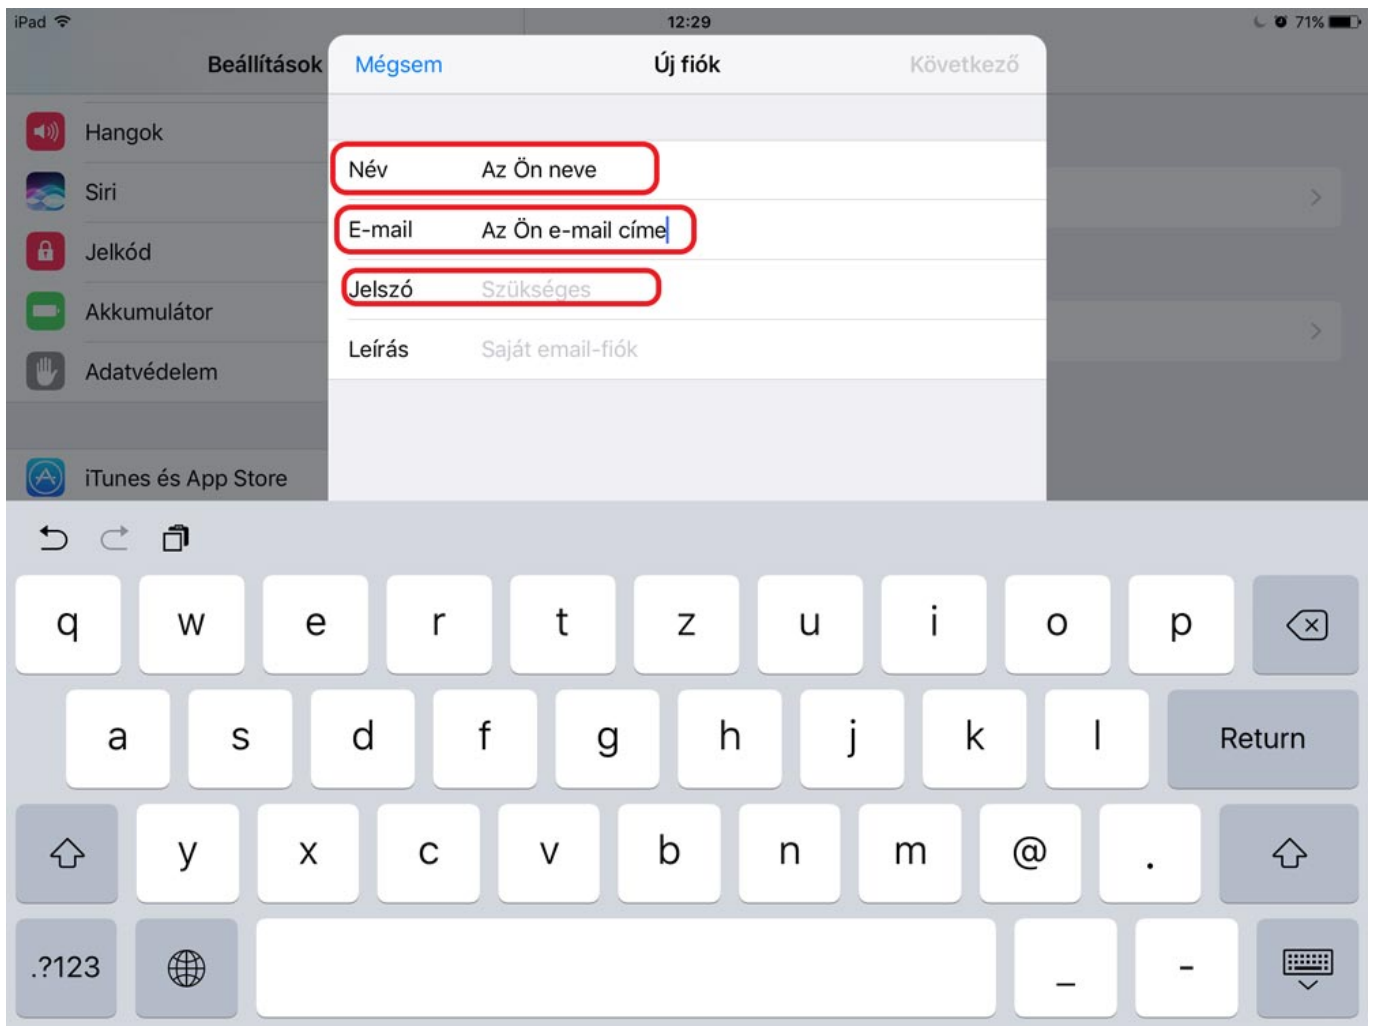 iPad 12:29 71%
Beállítások
Mégsem Új fiók Következő
Hangok
Siri
Jelkód
Akkumulátor
Adatvédelem
iTunes és App Store
Név Az Ön neve
E-mail Az Ön e-mail címe
Jelszó Szükséges
Leírás Saját email-fiók
q w e r t z u i o p
a s d f g h j k l Return
y x c v b n m @ .
.?123 _ -